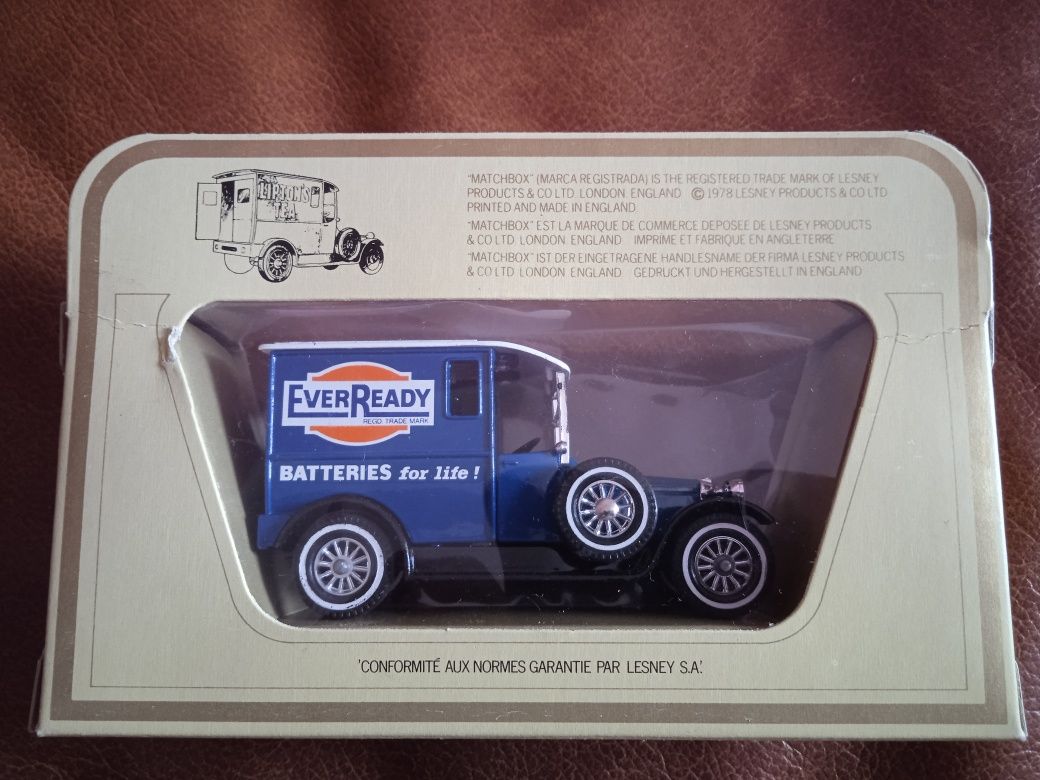 LIPTON'S
TEA
"MATCHBOX" (MARCA REGISTRADA) IS THE REGISTERED TRADE MARK OF LESNEY
PRODUCTS & CO LTD. LONDON. ENGLAND © 1978 LESNEY PRODUCTS & CO LTD
PRINTED AND MADE IN ENGLAND.
"MATCHBOX" EST LA MARQUE DE COMMERCE DEPOSEE DE LESNEY PRODUCTS
& CO LTD. LONDON. ENGLAND IMPRIME ET FABRIQUE EN ANGLETERRE
"MATCHBOX" IST DER EINGETRAGENE HANDLESNAME DER FIRMA LESNEY PRODUCTS
& CO LTD. LONDON. ENGLAND GEDRUCKT UND HERGESTELLT IN ENGLAND
EVERREADY
REGD TRADE MARK
BATTERIES for life!
'CONFORMITÉ AUX NORMES GARANTIE PAR LESNEY S.A.'